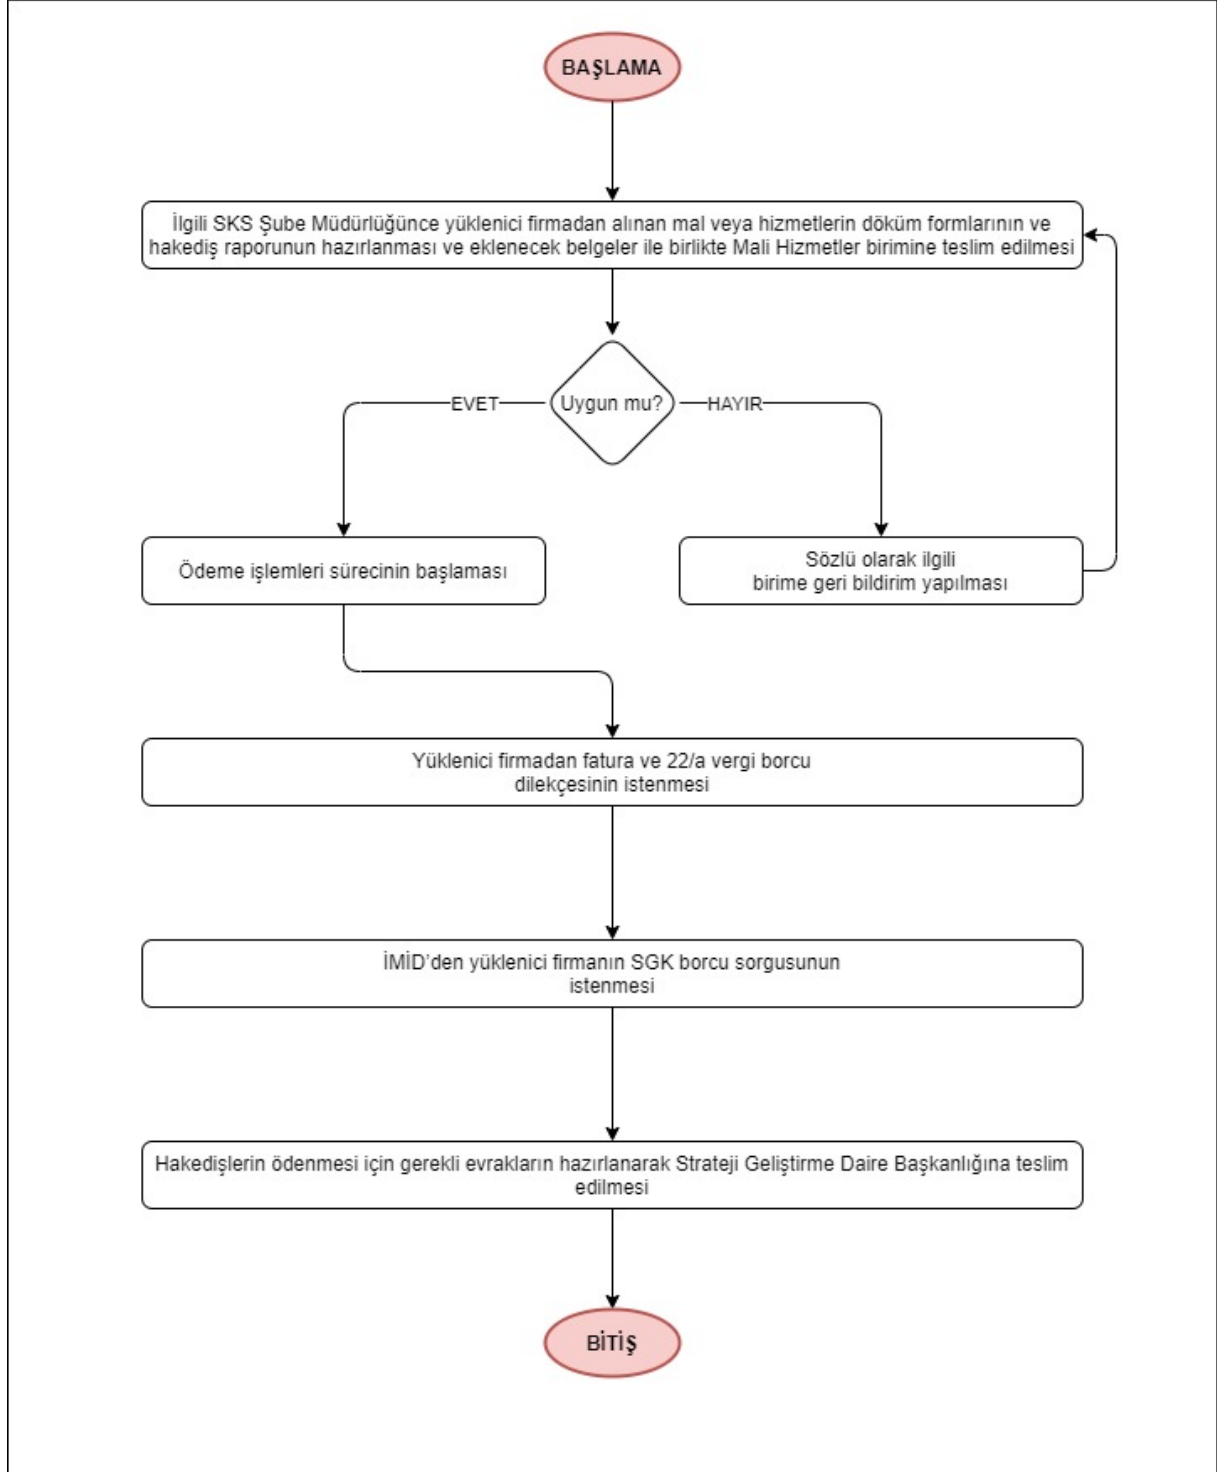 BAŞLAMA
İlgili SKS Şube Müdürlüğünce yüklenici firmadan alınan mal veya hizmetlerin döküm formlarının ve
hakediş raporunun hazırlanması ve eklenecek belgeler ile birlikte Mali Hizmetler birimine teslim edilmesi
EVET
Uygun mu?
HAYIR
Ödeme işlemleri sürecinin başlaması
Sözlü olarak ilgili
birime geri bildirim yapılması
Yüklenici firmadan fatura ve 22/a vergi borcu
dilekçesinin istenmesi
İMİD'den yüklenici firmanın SGK borcu sorgusunun
istenmesi
Hakedişlerin ödenmesi için gerekli evrakların hazırlanarak Strateji Geliştirme Daire Başkanlığına teslim
edilmesi
BİTİŞ